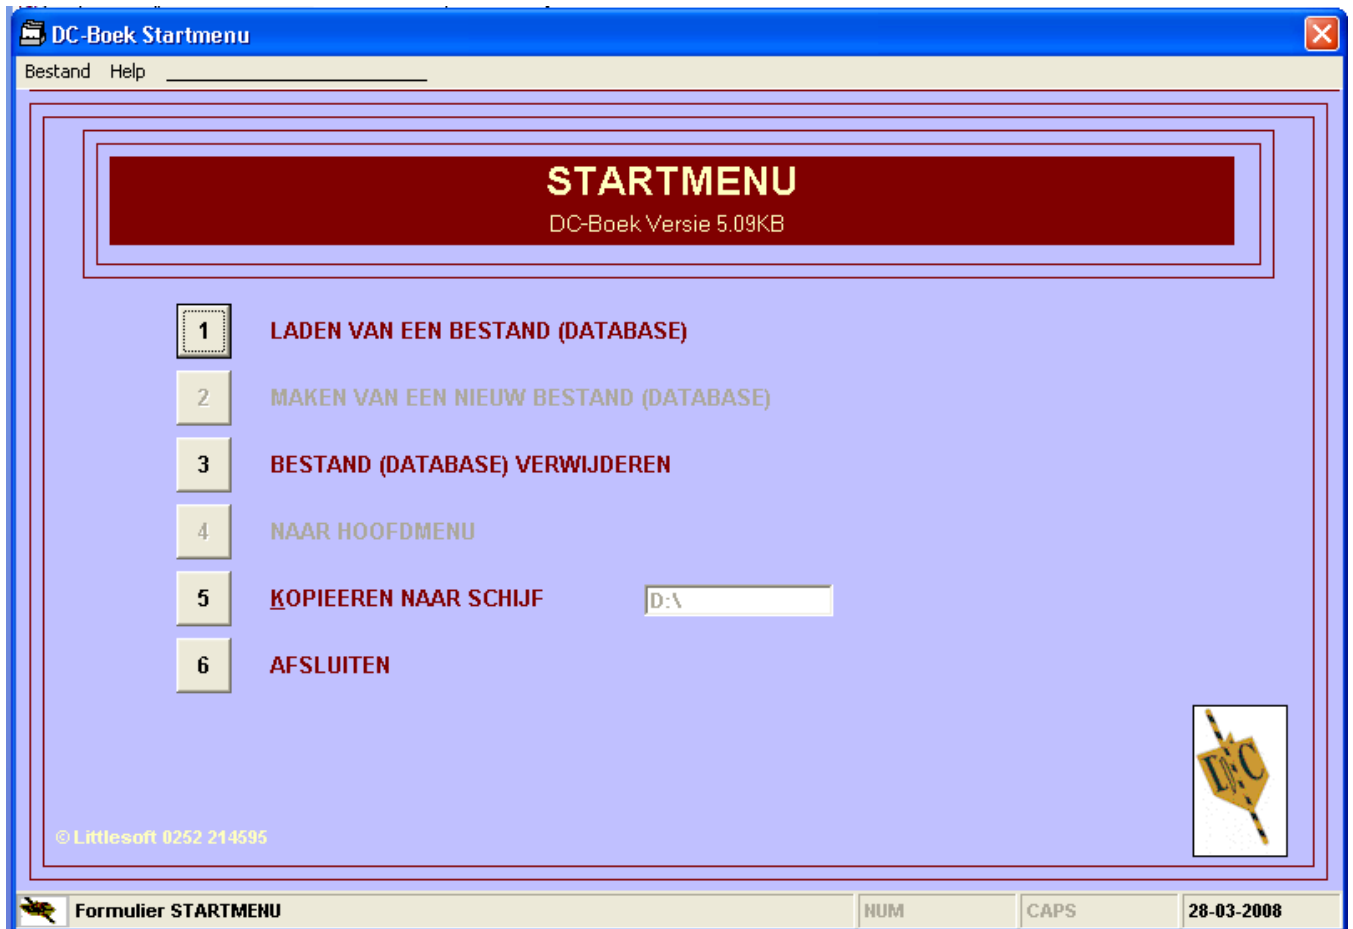 DC-Boek Startmenu
Bestand Help
STARTMENU
DC-Boek Versie 5.09KB
1 LADEN VAN EEN BESTAND (DATABASE)
2 MAKEN VAN EEN NIEUW BESTAND (DATABASE)
3 BESTAND (DATABASE) VERWIJDEREN
4 NAAR HOOFDMENU
5 KOPIEEREN NAAR SCHIJF D:\
6 AFSLUITEN
© Littlesoft 0252 214595
Formulier STARTMENU NUM CAPS 28-03-2008